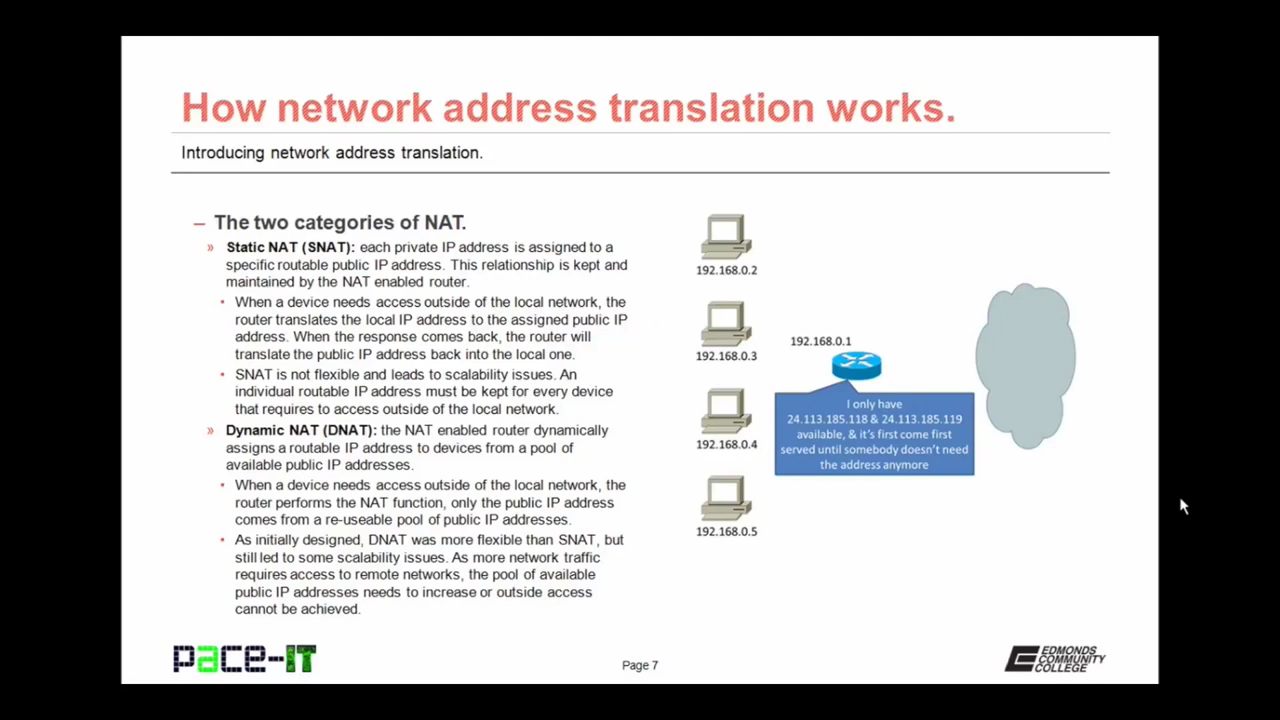 How network address translation works.
Introducing network address translation.
– The two categories of NAT.
» Static NAT (SNAT): each private IP address is assigned to a
specific routable public IP address. This relationship is kept and
maintained by the NAT enabled router.
• When a device needs access outside of the local network, the
router translates the local IP address to the assigned public IP
address. When the response comes back, the router will
translate the public IP address back into the local one.
• SNAT is not flexible and leads to scalability issues. An
individual routable IP address must be kept for every device
that requires to access outside of the local network.
» Dynamic NAT (DNAT): the NAT enabled router dynamically
assigns a routable IP address to devices from a pool of
available public IP addresses.
• When a device needs access outside of the local network, the
router performs the NAT function, only the public IP address
comes from a re-useable pool of public IP addresses.
• As initially designed, DNAT was more flexible than SNAT, but
still led to some scalability issues. As more network traffic
requires access to remote networks, the pool of available
public IP addresses needs to increase or outside access
cannot be achieved.
192.168.0.2
192.168.0.3
192.168.0.4
192.168.0.5
192.168.0.1
I only have
24.113.185.118 & 24.113.185.119
available, & it's first come first
served until somebody doesn't need
the address anymore
pace-IT
Page 7
EDMONDS
COMMUNITY
COLLEGE